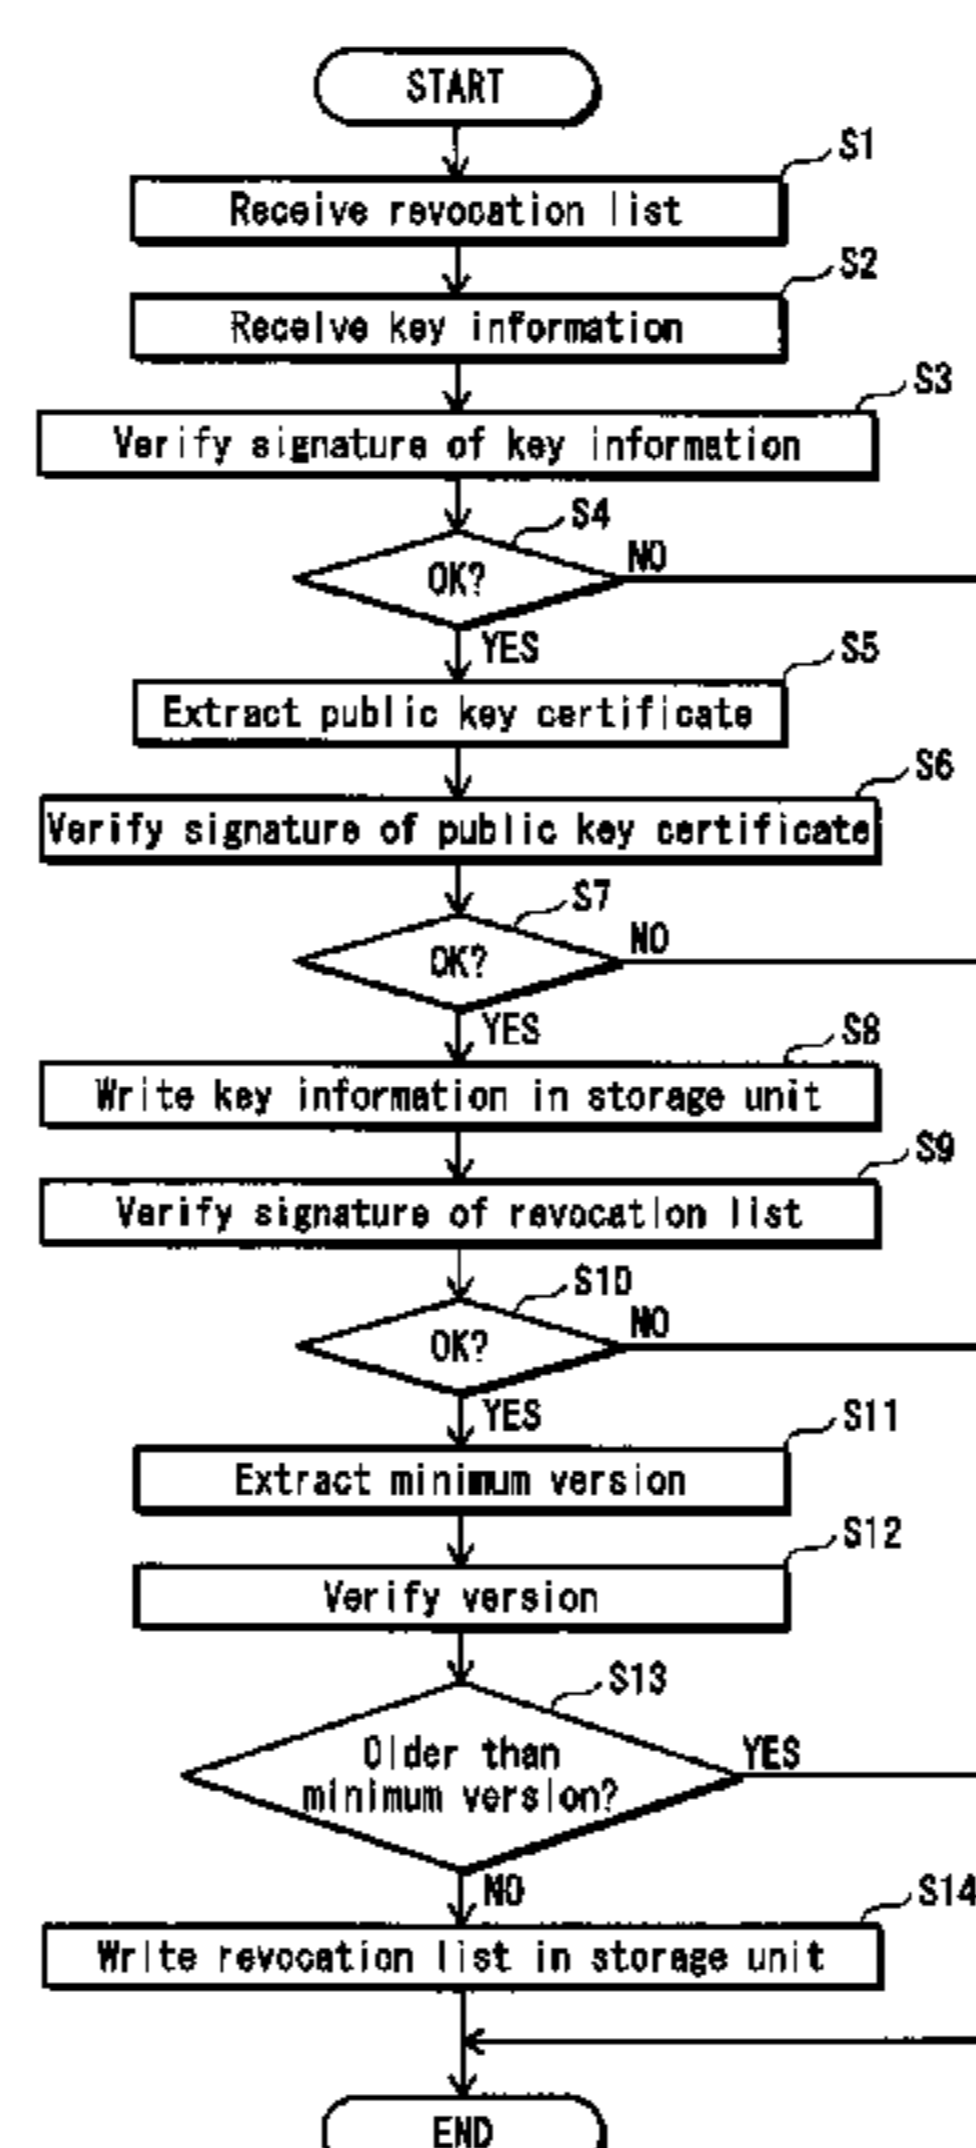 START
S1
Receive revocation list
S2
Receive key information
S3
Verify signature of key information
S4
OK?
NO
YES
S5
Extract public key certificate
S6
Verify signature of public key certificate
S7
OK?
NO
YES
S8
Write key information in storage unit
S9
Verify signature of revocation list
S10
OK?
NO
YES
S11
Extract minimum version
S12
Verify version
S13
Older than
minimum version?
YES
NO
S14
Write revocation list in storage unit
END